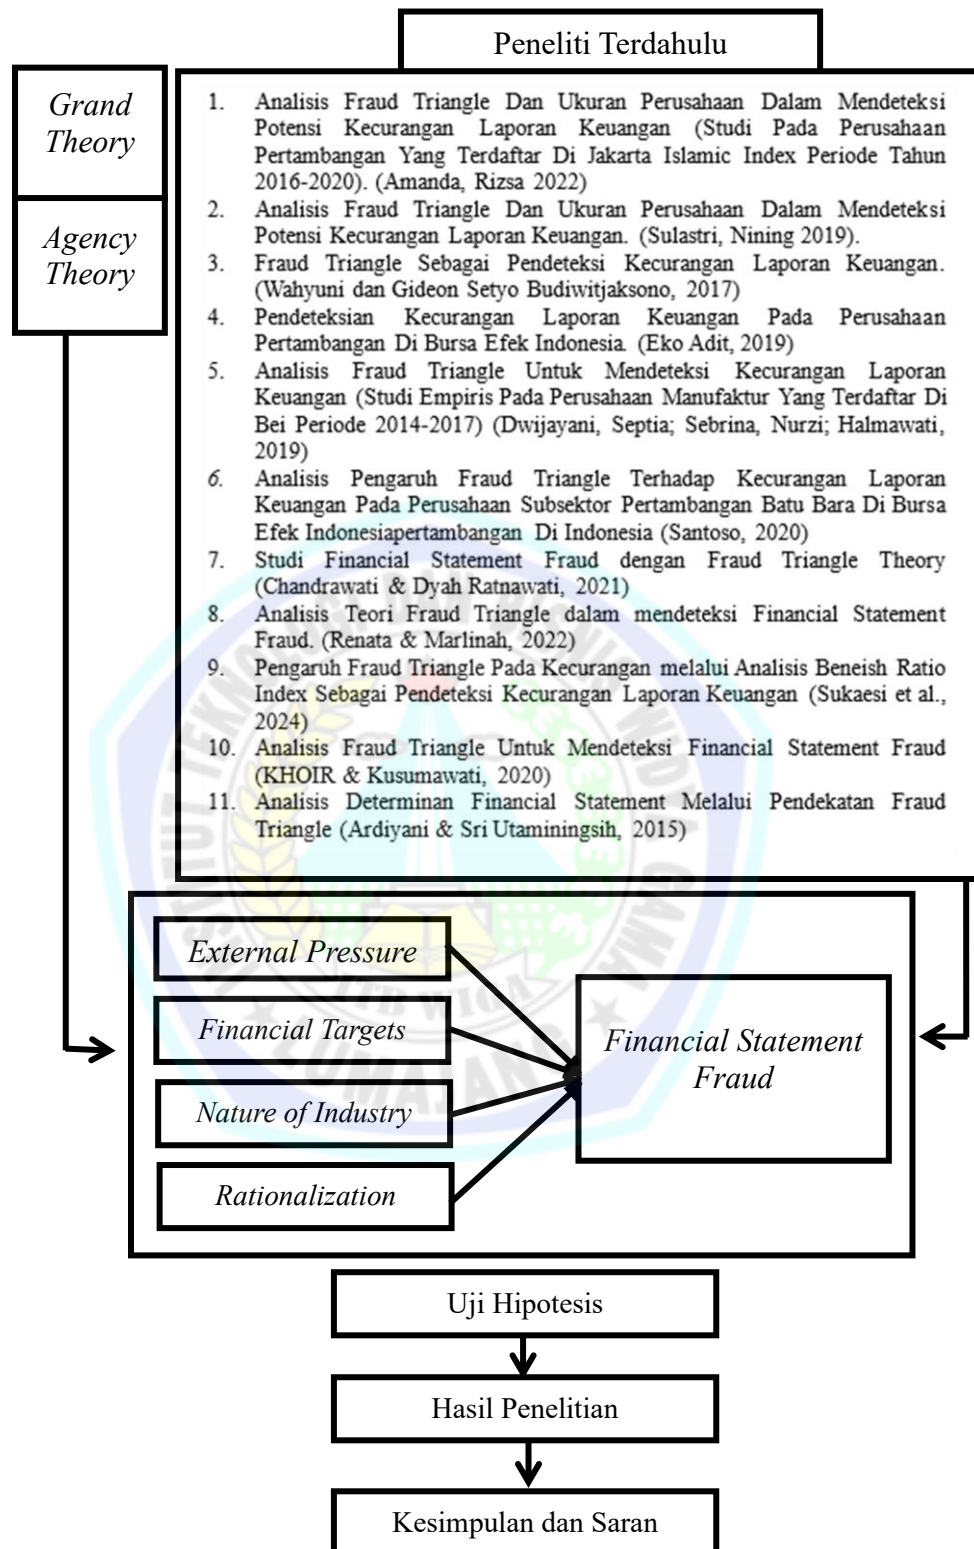 Peneliti Terdahulu
Grand
Theory
Agency
Theory
1. Analisis Fraud Triangle Dan Ukuran Perusahaan Dalam Mendeteksi
Potensi Kecurangan Laporan Keuangan (Studi Pada Perusahaan
Pertambangan Yang Terdaftar Di Jakarta Islamic Index Periode Tahun
2016-2020). (Amanda, Rizsa 2022)
2. Analisis Fraud Triangle Dan Ukuran Perusahaan Dalam Mendeteksi
Potensi Kecurangan Laporan Keuangan. (Sulastri, Nining 2019).
3. Fraud Triangle Sebagai Pendeteksi Kecurangan Laporan Keuangan.
(Wahyuni dan Gideon Setyo Budiwitjaksono, 2017)
4. Pendeteksian Kecurangan Laporan Keuangan Pada Perusahaan
Pertambangan Di Bursa Efek Indonesia. (Eko Adit, 2019)
5. Analisis Fraud Triangle Untuk Mendeteksi Kecurangan Laporan
Keuangan (Studi Empiris Pada Perusahaan Manufaktur Yang Terdaftar Di
Bei Periode 2014-2017) (Dwijayani, Septia; Sebrina, Nurzi; Halmawati,
2019)
6. Analisis Pengaruh Fraud Triangle Terhadap Kecurangan Laporan
Keuangan Pada Perusahaan Subsektor Pertambangan Batu Bara Di Bursa
Efek Indonesiapertambangan Di Indonesia (Santoso, 2020)
7. Studi Financial Statement Fraud dengan Fraud Triangle Theory
(Chandrawati & Dyah Ratnawati, 2021)
8. Analisis Teori Fraud Triangle dalam mendeteksi Financial Statement
Fraud. (Renata & Marlinah, 2022)
9. Pengaruh Fraud Triangle Pada Kecurangan melalui Analisis Beneish Ratio
Index Sebagai Pendeteksi Kecurangan Laporan Keuangan (Sukaesi et al.,
2024)
10. Analisis Fraud Triangle Untuk Mendeteksi Financial Statement Fraud
(KHOIR & Kusumawati, 2020)
11. Analisis Determinan Financial Statement Melalui Pendekatan Fraud
Triangle (Ardiyani & Sri Utaminingsih, 2015)
External Pressure
Financial Targets
Nature of Industry
Rationalization
Financial Statement
Fraud
Uji Hipotesis
Hasil Penelitian
Kesimpulan dan Saran
INSTITUT TEKNOLOGI DAN BISNIS WIDYA GAMA
ITB WIGA
LUMAJANG